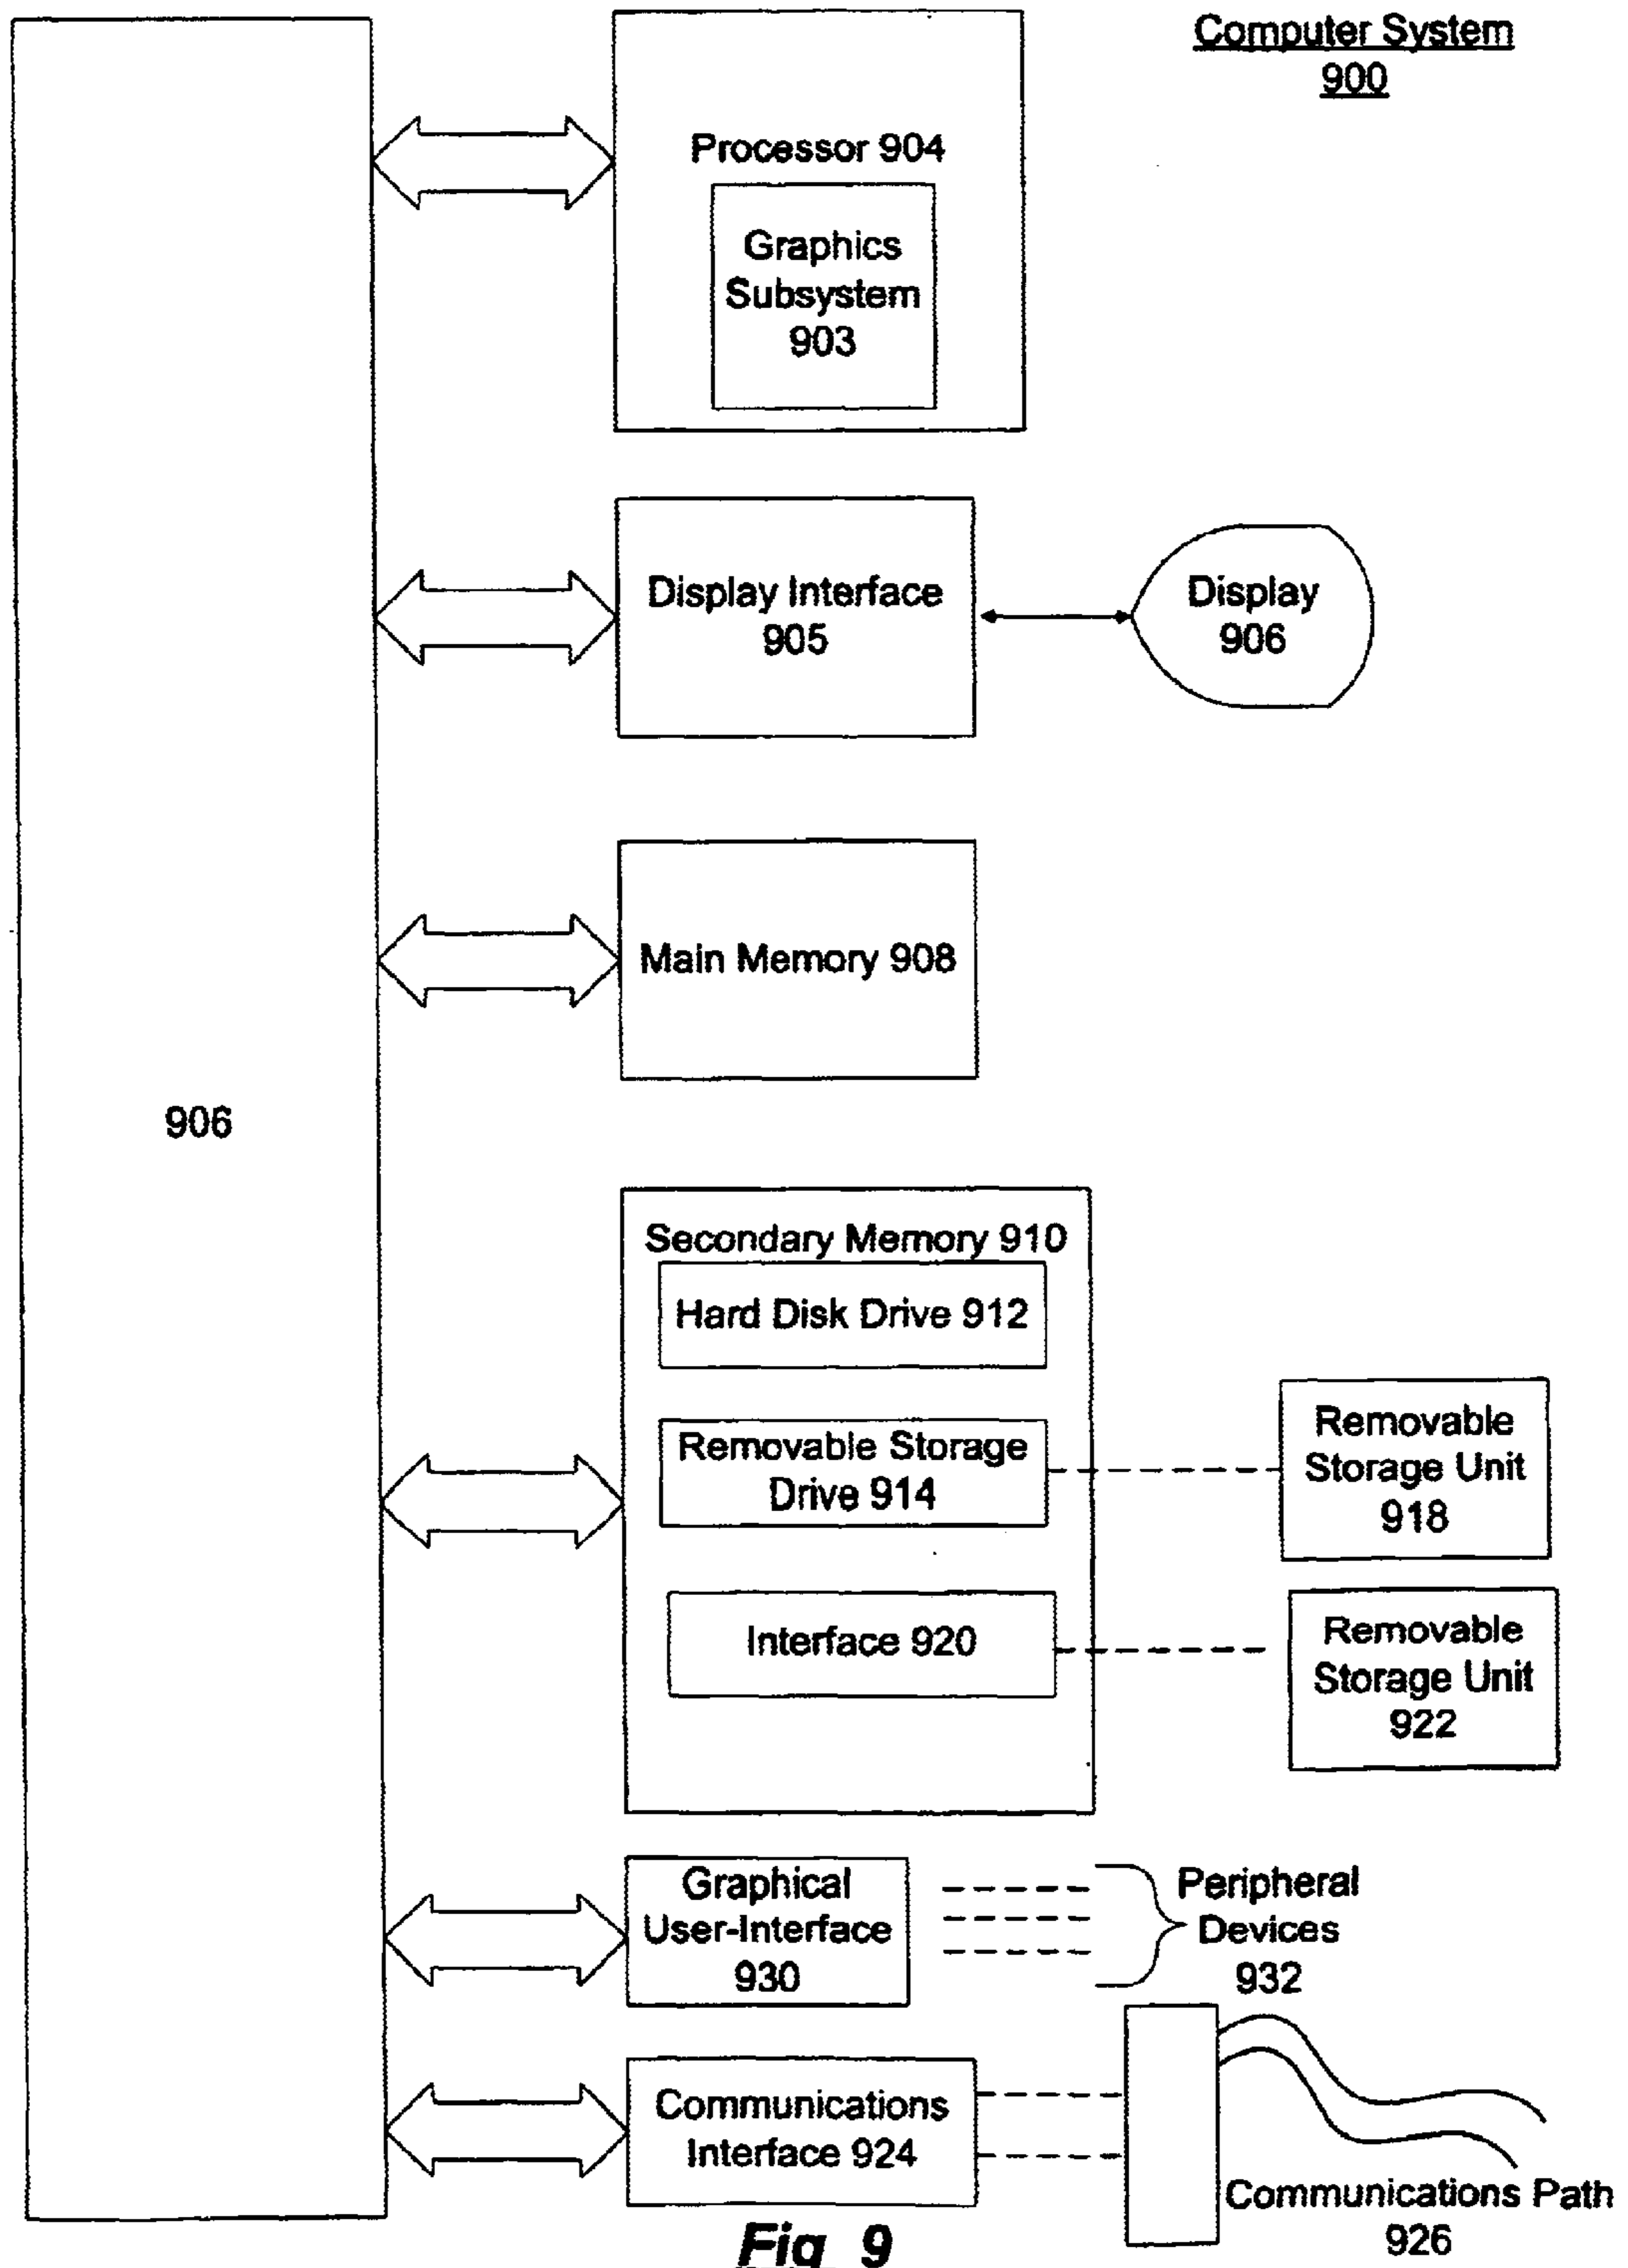 Computer System
900
Processor 904
Graphics
Subsystem
903
Display Interface
905
Display
906
Main Memory 908
906
Secondary Memory 910
Hard Disk Drive 912
Removable Storage
Drive 914
Removable
Storage Unit
918
Interface 920
Removable
Storage Unit
922
Graphical
User-Interface
930
Peripheral
Devices
932
Communications
Interface 924
Communications Path
926
Fig 9